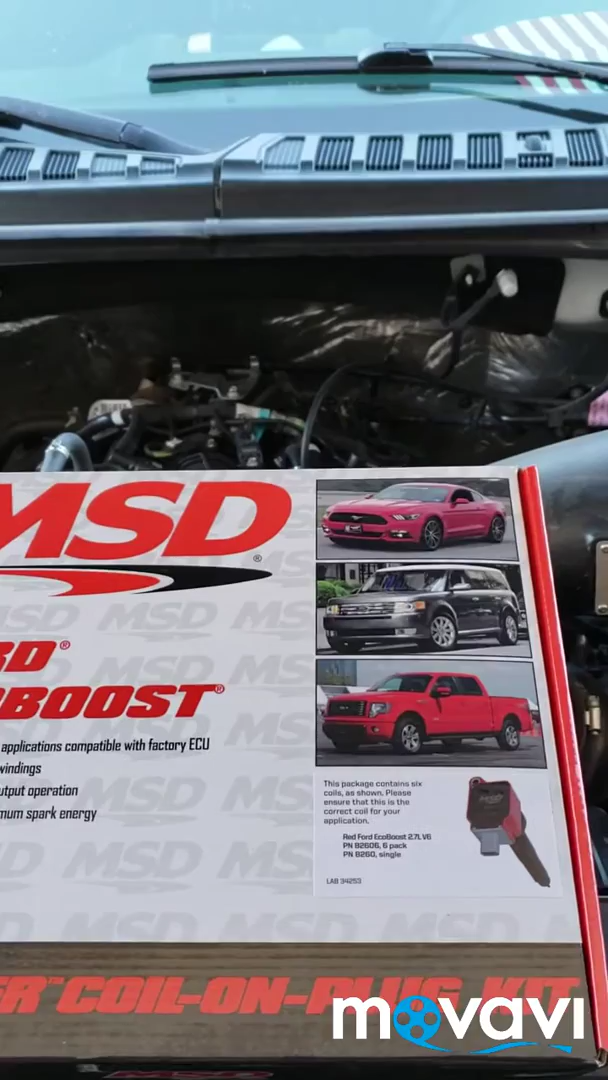 MSD®
RD®
BOOST®
applications compatible with factory ECU
windings
utput operation
mum spark energy
This package contains six
coils, as shown. Please
ensure that this is the
correct coil for your
application.
Red Ford EcoBoost 2.7L V6
PN 82606, 6 pack
PN 8260, single
LAB 34253
ER™ COIL-ON-PLUG KIT
movavi